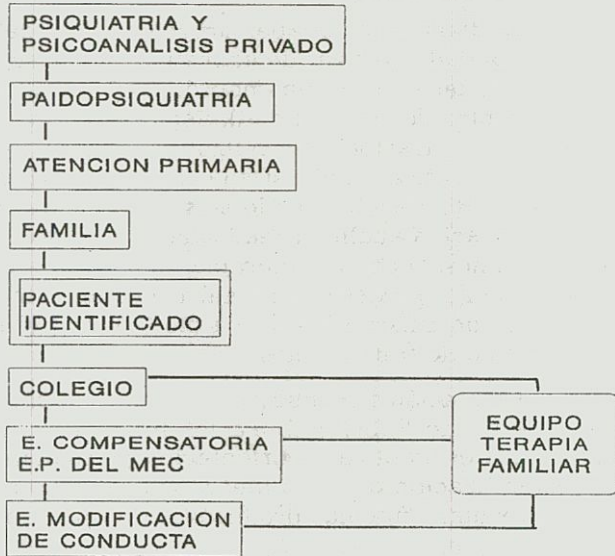 PSIQUIATRIA Y
PSICOANALISIS PRIVADO
PAIDOPSIQUIATRIA
ATENCION PRIMARIA
FAMILIA
PACIENTE
IDENTIFICADO
COLEGIO
E. COMPENSATORIA
E.P. DEL MEC
E. MODIFICACION
DE CONDUCTA
EQUIPO
TERAPIA
FAMILIAR